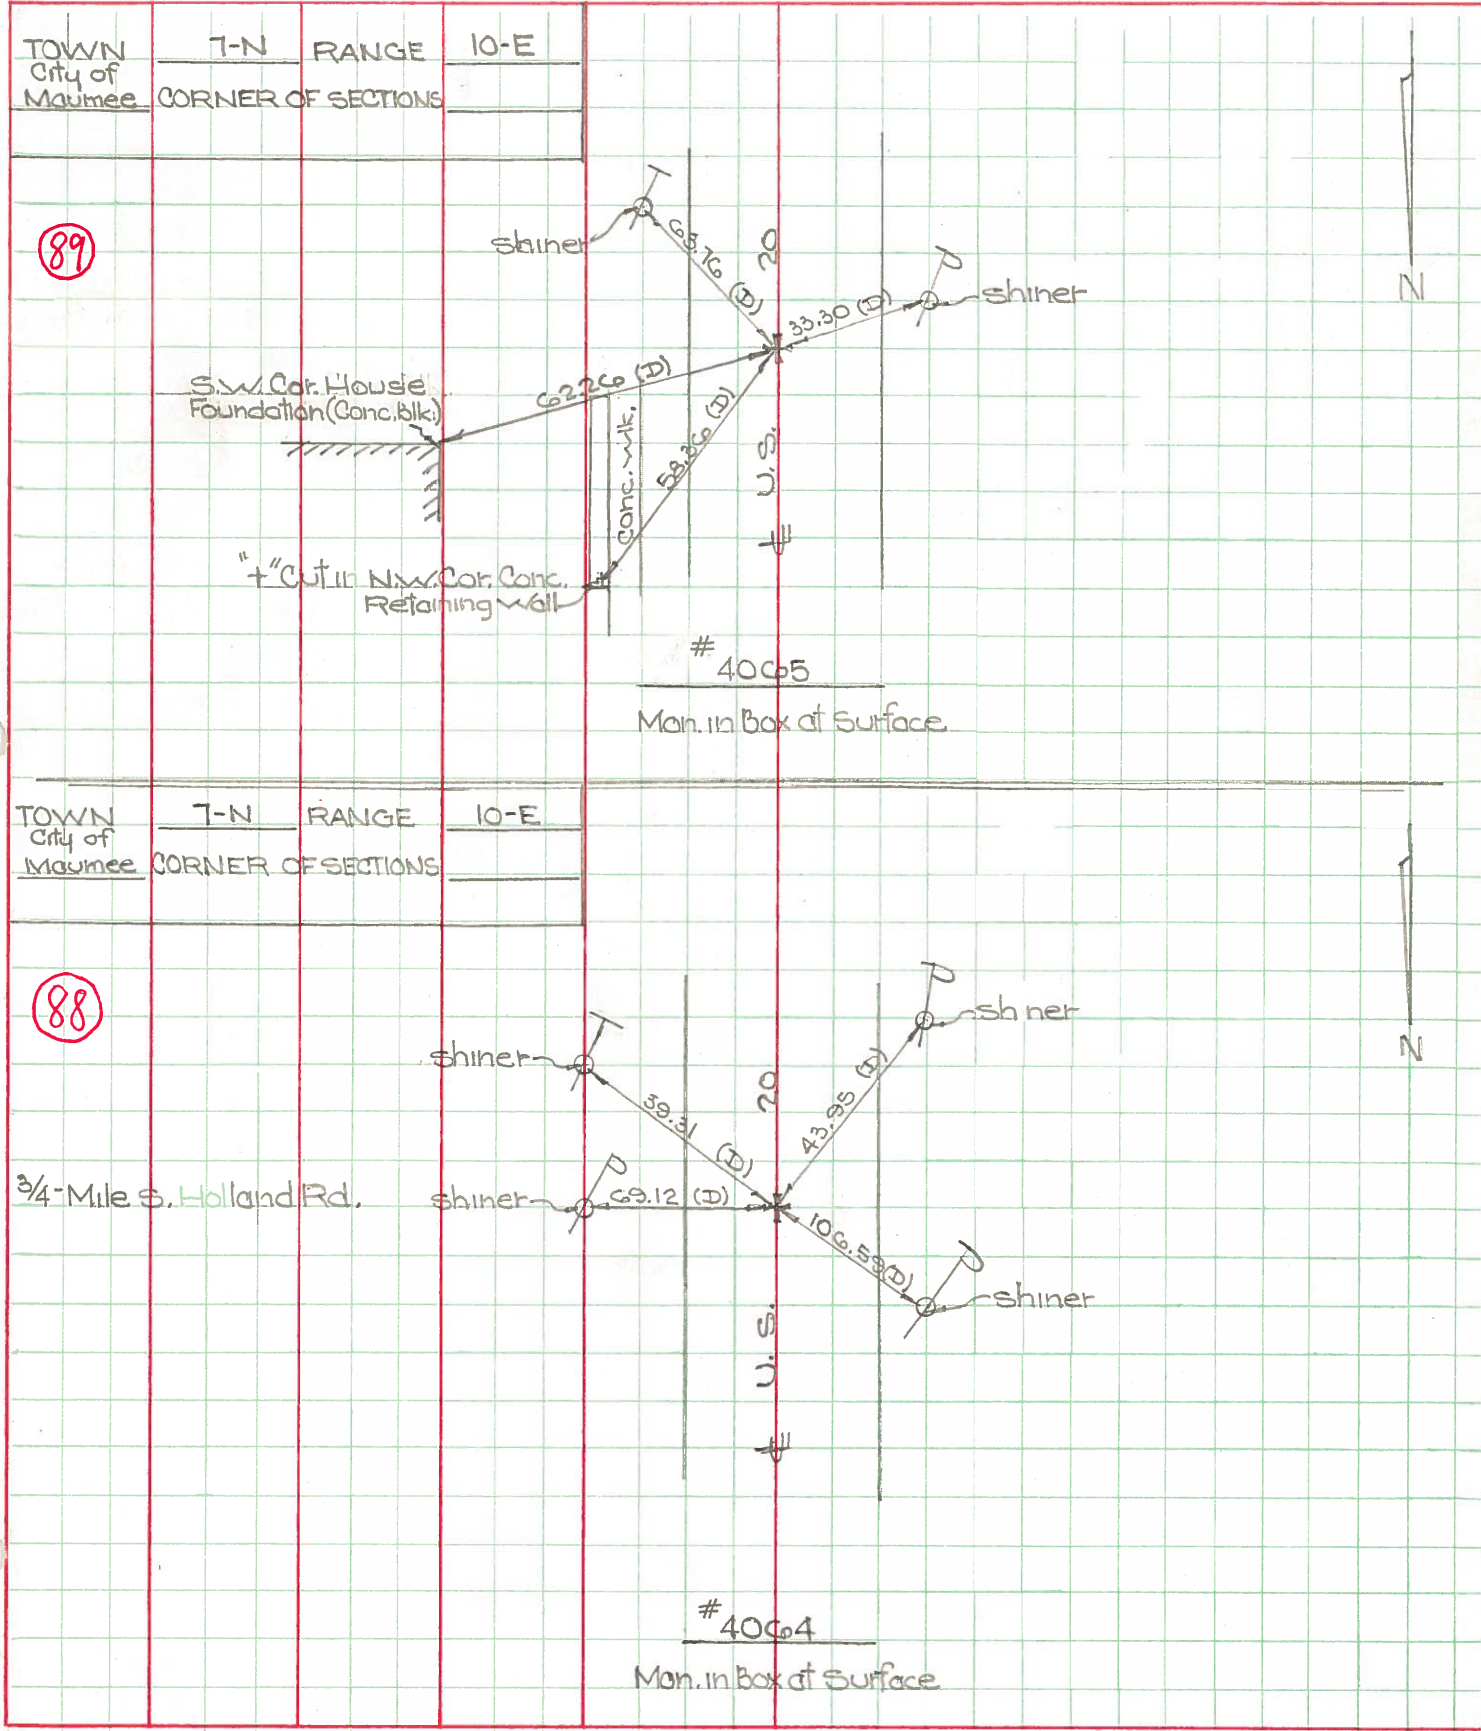 TOWN 7-N RANGE 10-E
City of
Maumee CORNER OF SECTIONS
89
shiner
63.76 (D)
20
33.30 (D)
shiner
S.W. Cor. House
Foundation (Conc. Blk.)
62.26 (D)
Conc. Wlk.
58.36 (D)
U.S.
"+" Cut in N.W. Cor. Conc.
Retaining Wall
N
# 4065
Mon. in Box at Surface
TOWN 7-N RANGE 10-E
City of
Maumee CORNER OF SECTIONS
88
shiner
39.31 (D)
20
43.95 (D)
shiner
3/4-Mile S. Holland Rd.
shiner
69.12 (D)
106.59 (D)
shiner
U.S.
N
# 4064
Mon. in Box at Surface